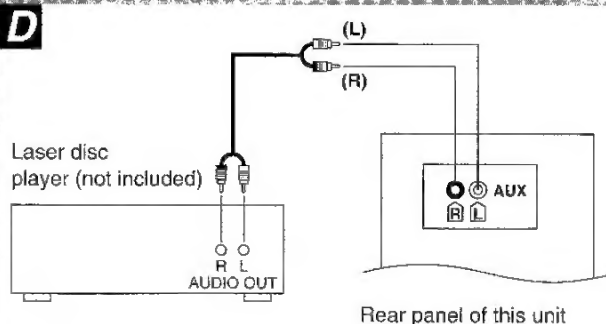 D
(L)
(R)
Laser disc
player (not included)
R L
AUDIO OUT
AUX
R L
Rear panel of this unit